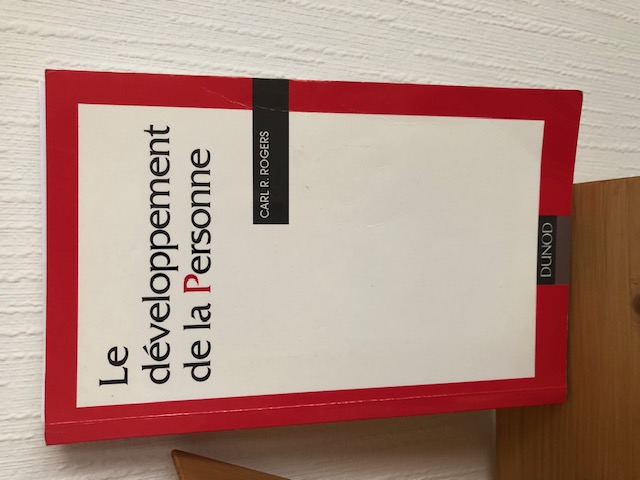 Le
développement
de la Personne
CARL R. ROGERS
DUNOD